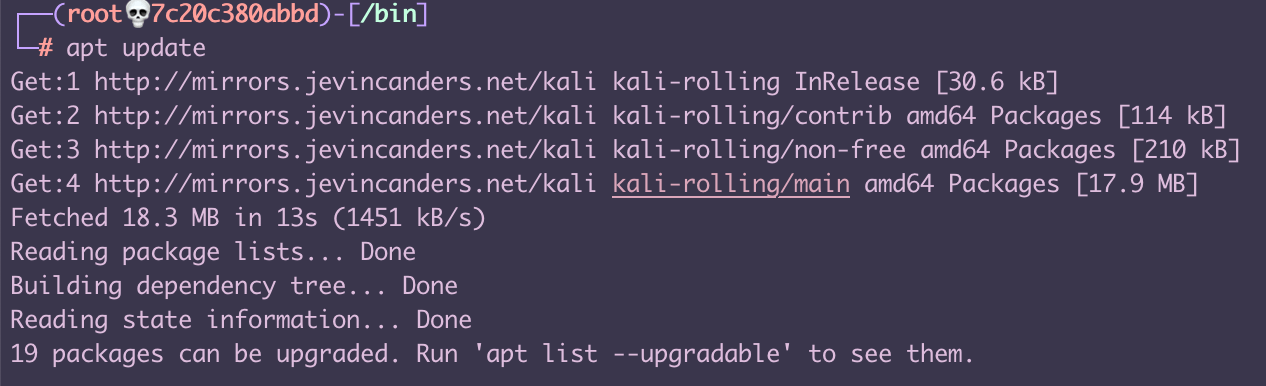 ┌──(root💀7c20c380abbd)-[/bin]
└─# apt update
Get:1 http://mirrors.jevincanders.net/kali kali-rolling InRelease [30.6 kB]
Get:2 http://mirrors.jevincanders.net/kali kali-rolling/contrib amd64 Packages [114 kB]
Get:3 http://mirrors.jevincanders.net/kali kali-rolling/non-free amd64 Packages [210 kB]
Get:4 http://mirrors.jevincanders.net/kali kali-rolling/main amd64 Packages [17.9 MB]
Fetched 18.3 MB in 13s (1451 kB/s)
Reading package lists... Done
Building dependency tree... Done
Reading state information... Done
19 packages can be upgraded. Run 'apt list --upgradable' to see them.